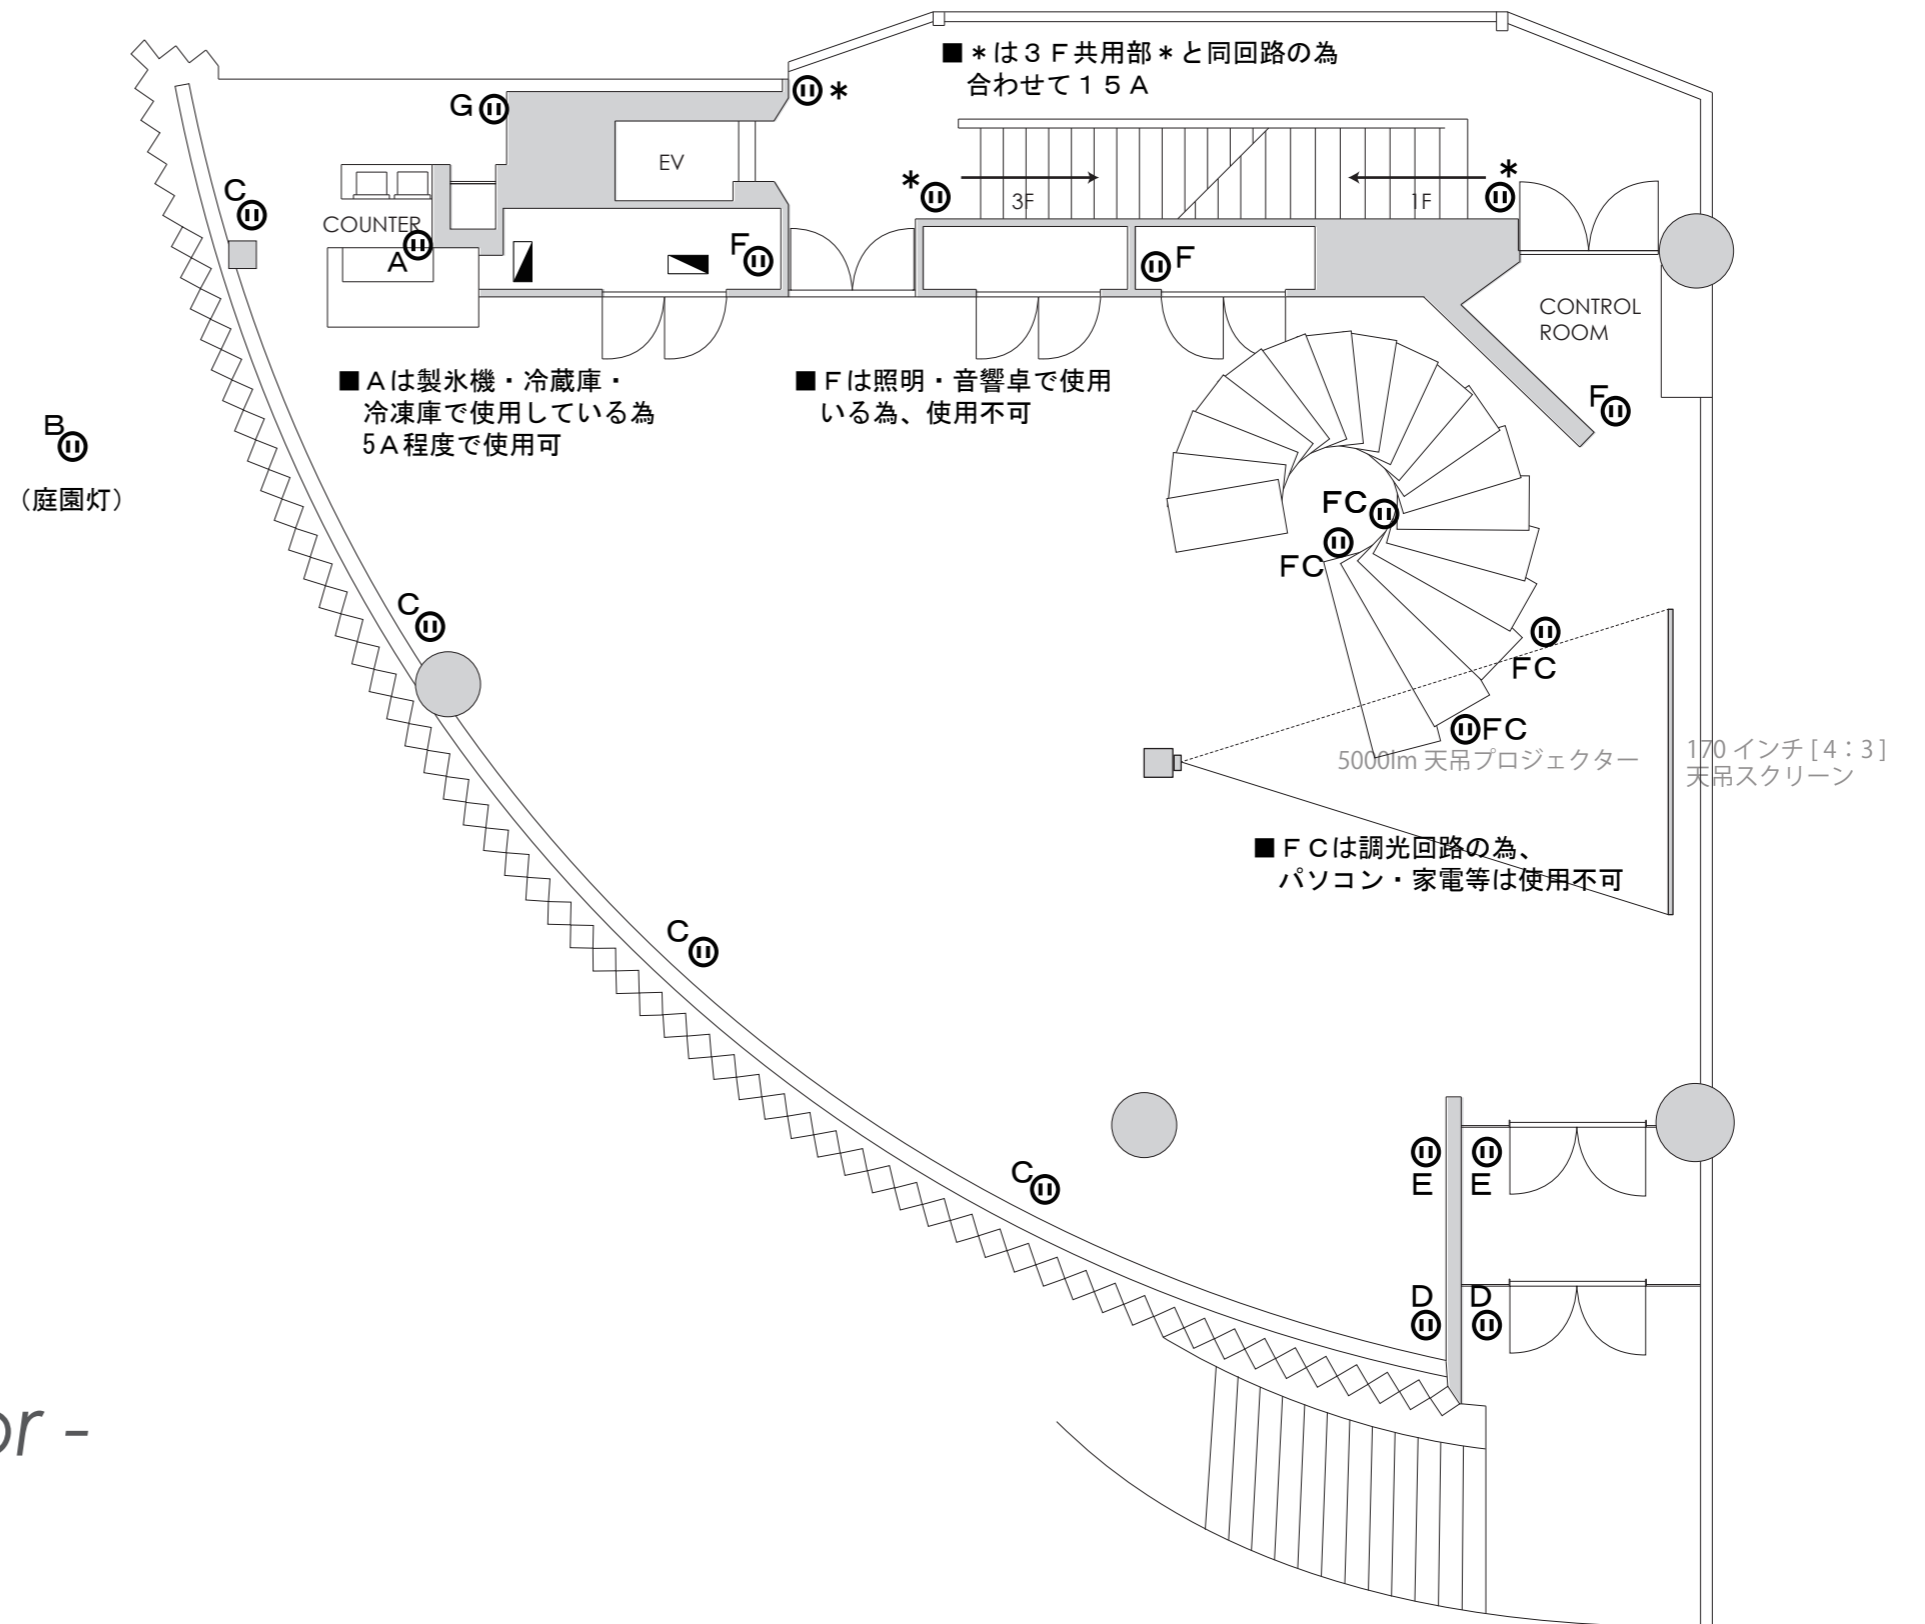 ■＊は３Ｆ共用部＊と同回路の為
合わせて１５Ａ
G
＊
EV
＊
3F
1F
＊
C
COUNTER
A
F
F
CONTROL
ROOM
■Ａは製氷機・冷蔵庫・
冷凍庫で使用している為
5Ａ程度で使用可
■Ｆは照明・音響卓で使用
いる為、使用不可
F
B
（庭園灯）
FC
FC
C
FC
FC
5000lm 天吊プロジェクター
170 インチ [ 4：3 ]
天吊スクリーン
■ＦＣは調光回路の為、
パソコン・家電等は使用不可
C
C
E
E
D
D
or -